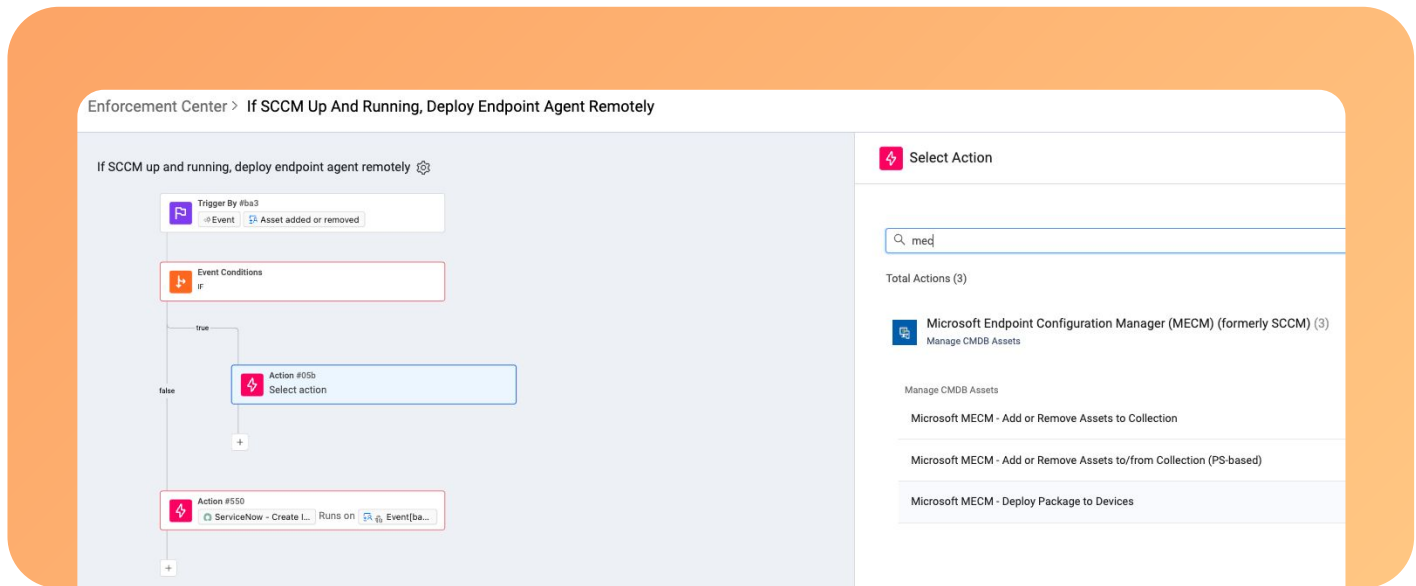 Enforcement Center > If SCCM Up And Running, Deploy Endpoint Agent Remotely
If SCCM up and running, deploy endpoint agent remotely
Trigger By #ba3
Event Asset added or removed
Event Conditions
IF
true
false
Action #05b
Select action
+
Action #550
ServiceNow - Create I... Runs on Event[ba...
+
Select Action
med
Total Actions (3)
Microsoft Endpoint Configuration Manager (MECM) (formerly SCCM) (3)
Manage CMDB Assets
Manage CMDB Assets
Microsoft MECM - Add or Remove Assets to Collection
Microsoft MECM - Add or Remove Assets to/from Collection (PS-based)
Microsoft MECM - Deploy Package to Devices